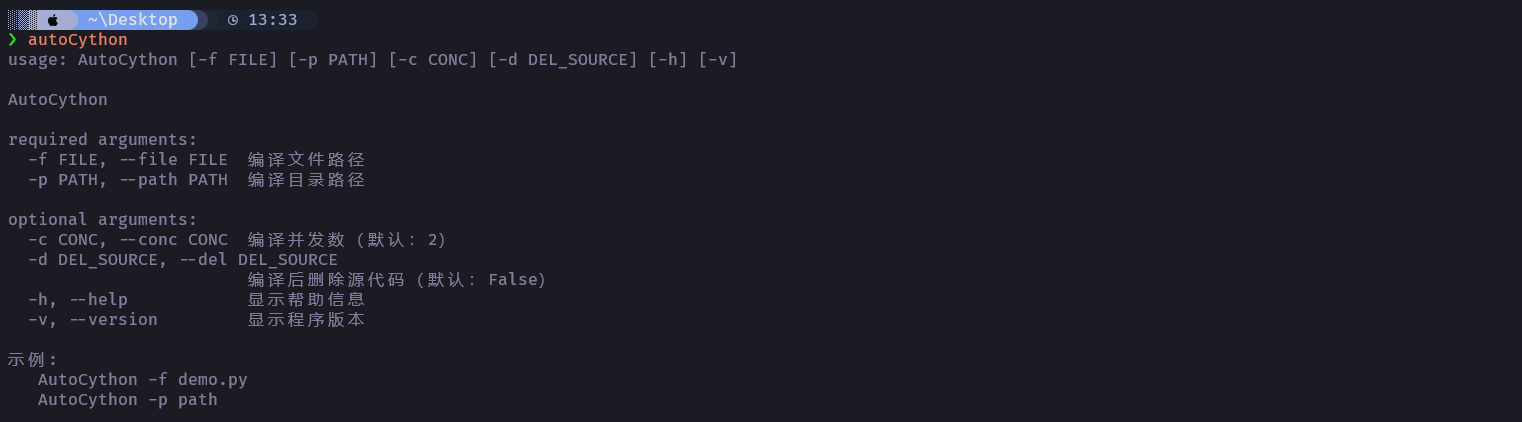 ~\Desktop 13:33
❯ autoCython
usage: AutoCython [-f FILE] [-p PATH] [-c CONC] [-d DEL_SOURCE] [-h] [-v]
AutoCython
required arguments:
-f FILE, --file FILE 编译文件路径
-p PATH, --path PATH 编译目录路径
optional arguments:
-c CONC, --conc CONC 编译并发数（默认：2）
-d DEL_SOURCE, --del DEL_SOURCE
编译后删除源代码（默认：False）
-h, --help 显示帮助信息
-v, --version 显示程序版本
示例：
AutoCython -f demo.py
AutoCython -p path